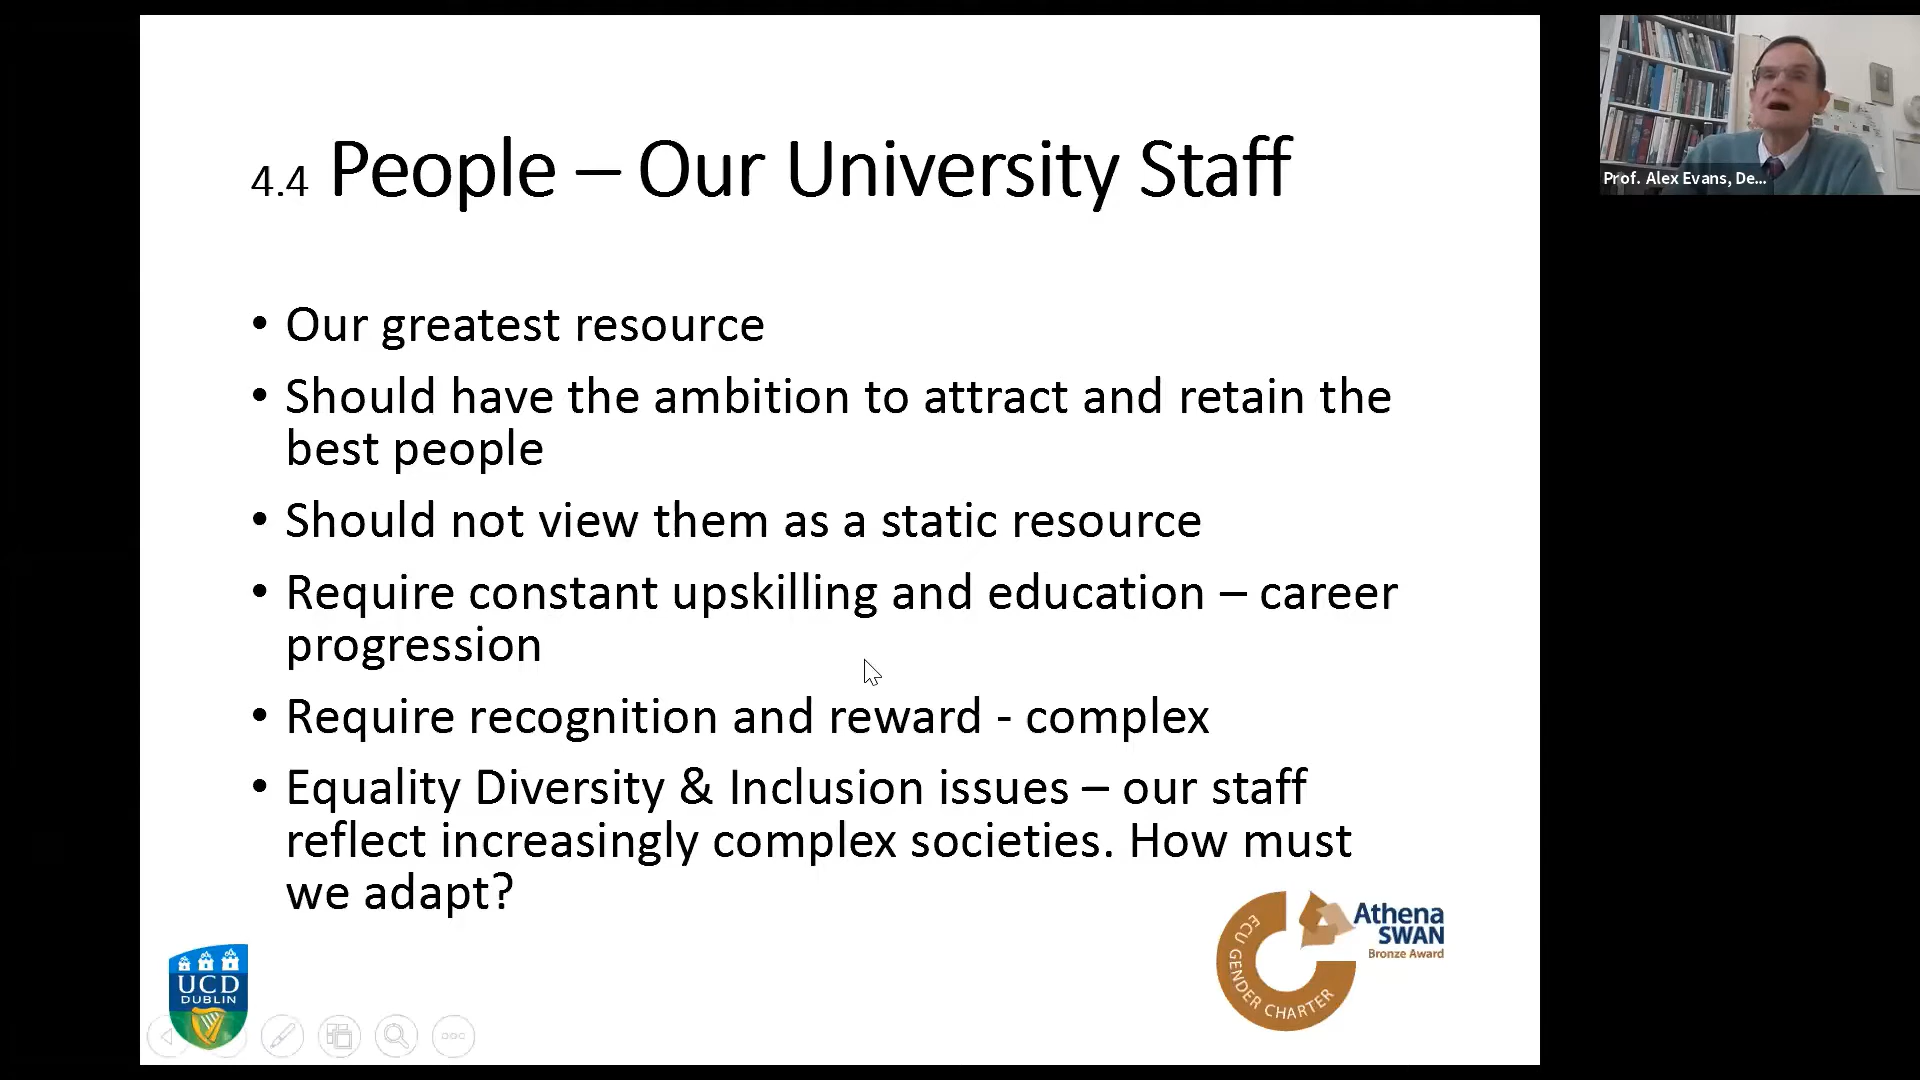 4.4 People – Our University Staff
• Our greatest resource
• Should have the ambition to attract and retain the
best people
• Should not view them as a static resource
• Require constant upskilling and education – career
progression
• Require recognition and reward - complex
• Equality Diversity & Inclusion issues – our staff
reflect increasingly complex societies. How must
we adapt?
UCD
DUBLIN
ECU GENDER CHARTER
Athena
SWAN
Bronze Award
Prof. Alex Evans, De...